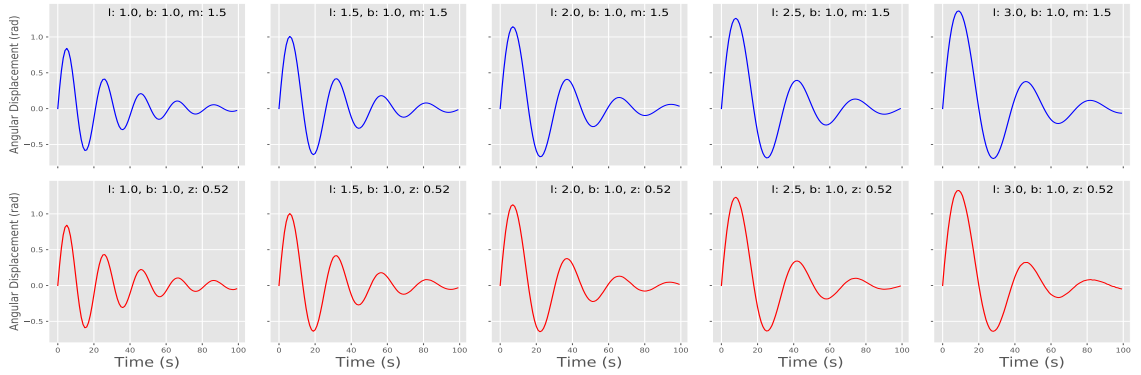 l: 1.0, b: 1.0, m: 1.5
l: 1.5, b: 1.0, m: 1.5
l: 2.0, b: 1.0, m: 1.5
l: 2.5, b: 1.0, m: 1.5
l: 3.0, b: 1.0, m: 1.5
Angular Displacement (rad)
1.0
0.5
0.0
−0.5
l: 1.0, b: 1.0, z: 0.52
l: 1.5, b: 1.0, z: 0.52
l: 2.0, b: 1.0, z: 0.52
l: 2.5, b: 1.0, z: 0.52
l: 3.0, b: 1.0, z: 0.52
Angular Displacement (rad)
1.0
0.5
0.0
−0.5
0 20 40 60 80 100
0 20 40 60 80 100
0 20 40 60 80 100
0 20 40 60 80 100
0 20 40 60 80 100
Time (s)
Time (s)
Time (s)
Time (s)
Time (s)